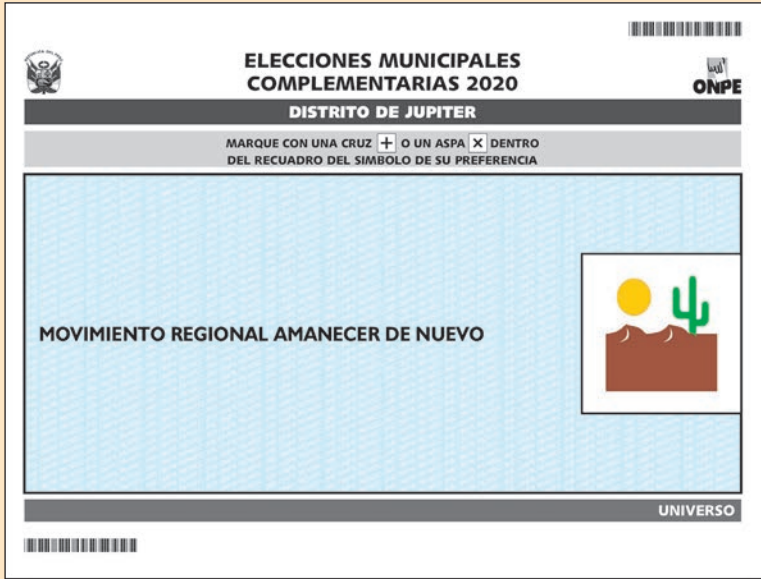 ELECCIONES MUNICIPALES
COMPLEMENTARIAS 2020
ONPE
DISTRITO DE JUPITER
MARQUE CON UNA CRUZ + O UN ASPA X DENTRO
DEL RECUADRO DEL SIMBOLO DE SU PREFERENCIA
MOVIMIENTO REGIONAL AMANECER DE NUEVO
UNIVERSO